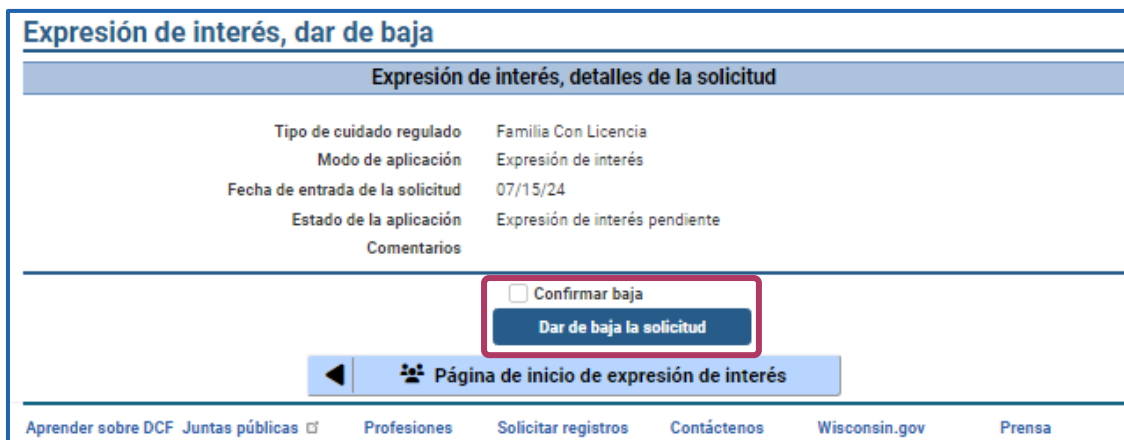 Expresión de interés, dar de baja
Expresión de interés, detalles de la solicitud
Tipo de cuidado regulado Familia Con Licencia
Modo de aplicación Expresión de interés
Fecha de entrada de la solicitud 07/15/24
Estado de la aplicación Expresión de interés pendiente
Comentarios
Confirmar baja
Dar de baja la solicitud
Página de inicio de expresión de interés
Aprender sobre DCF Juntas públicas Profesiones Solicitar registros Contáctenos Wisconsin.gov Prensa